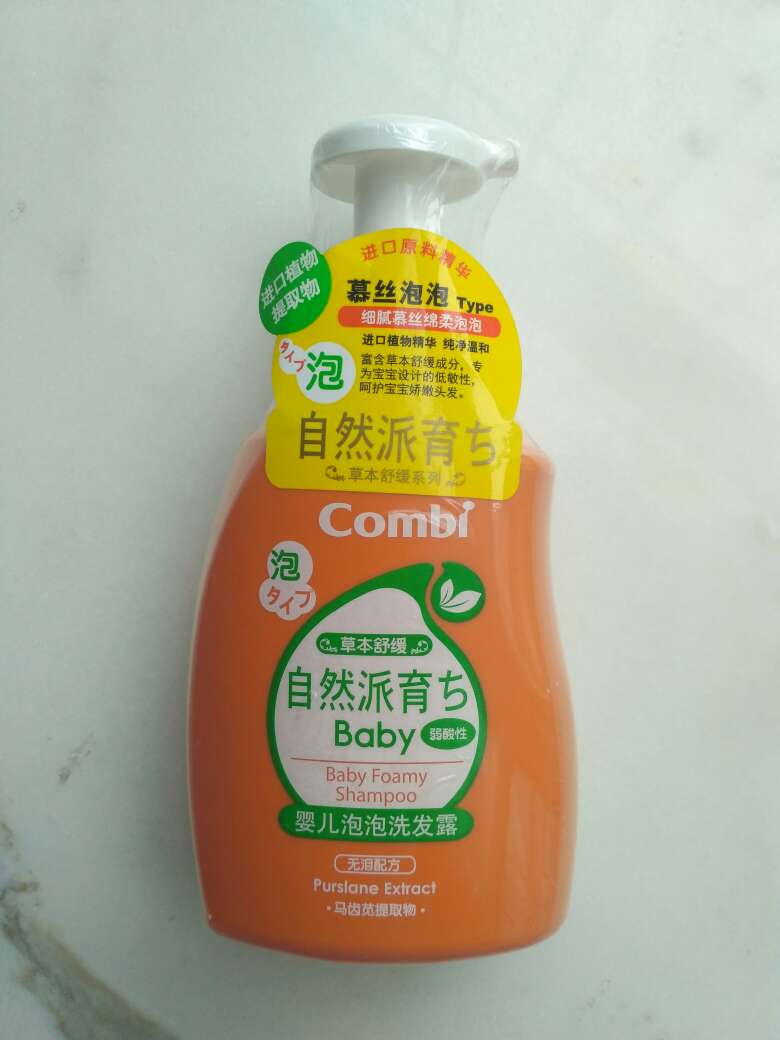 进口原料精华
进口植物
提取物
慕丝泡泡 Type
细腻慕丝绵柔泡泡
进口植物精华 纯净温和
タイプ
泡
富含草本舒缓成分，专
为宝宝设计的低敏性，
呵护宝宝娇嫩头发。
自然派育ち
草本舒缓系列
Combi
泡
タイプ
草本舒缓
自然派育ち
Baby
弱酸性
Baby Foamy
Shampoo
婴儿泡泡洗发露
无泪配方
Purslane Extract
·马齿苋提取物·